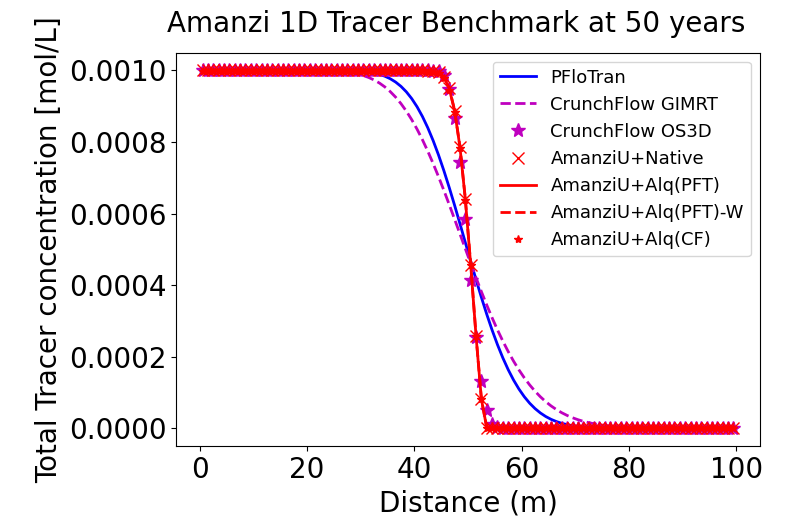 Amanzi 1D Tracer Benchmark at 50 years
Total Tracer concentration [mol/L]
0.0010
0.0008
0.0006
0.0004
0.0002
0.0000
PFloTran
CrunchFlow GIMRT
CrunchFlow OS3D
AmanziU+Native
AmanziU+Alq(PFT)
AmanziU+Alq(PFT)-W
AmanziU+Alq(CF)
0 20 40 60 80 100
Distance (m)